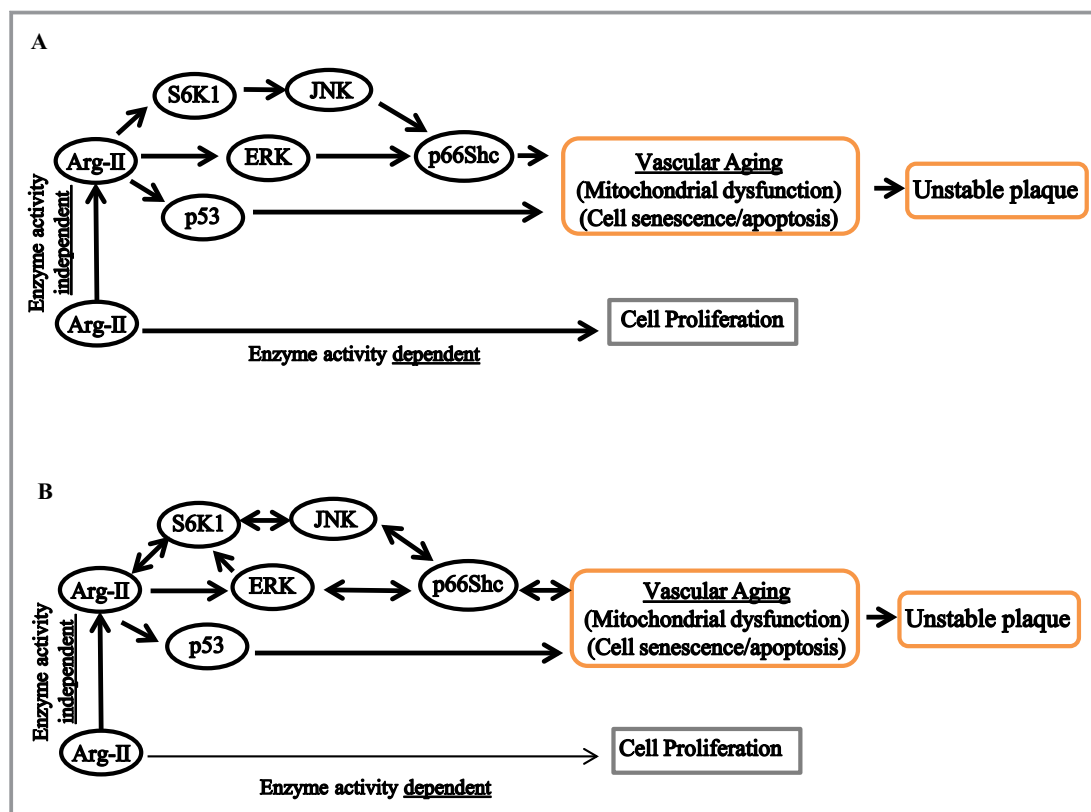 A
S6K1
JNK
Arg-II
ERK
p66Shc
p53
Vascular Aging
(Mitochondrial dysfunction)
(Cell senescence/apoptosis)
Unstable plaque
Enzyme activity
independent
Arg-II
Cell Proliferation
Enzyme activity dependent
B
S6K1
JNK
Arg-II
ERK
p66Shc
p53
Vascular Aging
(Mitochondrial dysfunction)
(Cell senescence/apoptosis)
Unstable plaque
Enzyme activity
independent
Arg-II
Cell Proliferation
Enzyme activity dependent